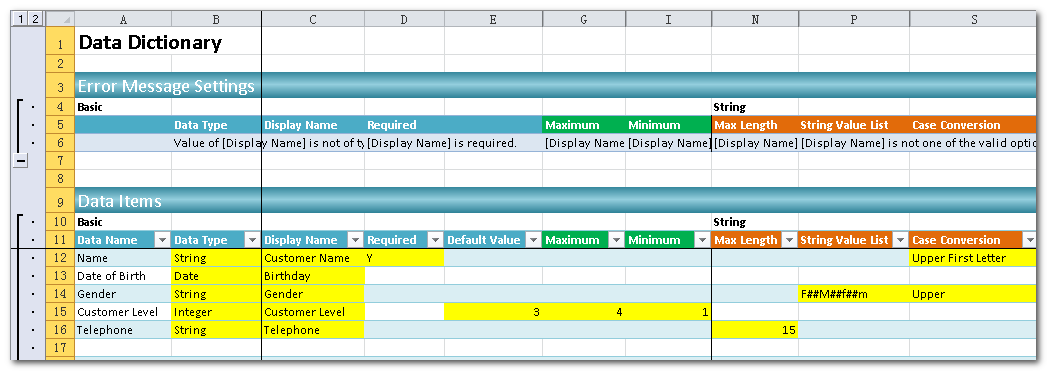 1 2 A B C D E G I N P S
1 Data Dictionary
2
3 Error Message Settings
4 Basic String
5 Data Type Display Name Required Maximum Minimum Max Length String Value List Case Conversion
6 Value of [Display Name] is not of ty [Display Name] is required. [Display Name [Display Name] [Display Name] [Display Name] is not one of the valid optio
7
8
9 Data Items
10 Basic String
11 Data Name Data Type Display Name Required Default Value Maximum Minimum Max Length String Value List Case Conversion
12 Name String Customer Name Y Upper First Letter
13 Date of Birth Date Birthday
14 Gender String Gender F##M##f##m Upper
15 Customer Level Integer Customer Level 3 4 1
16 Telephone String Telephone 15
17